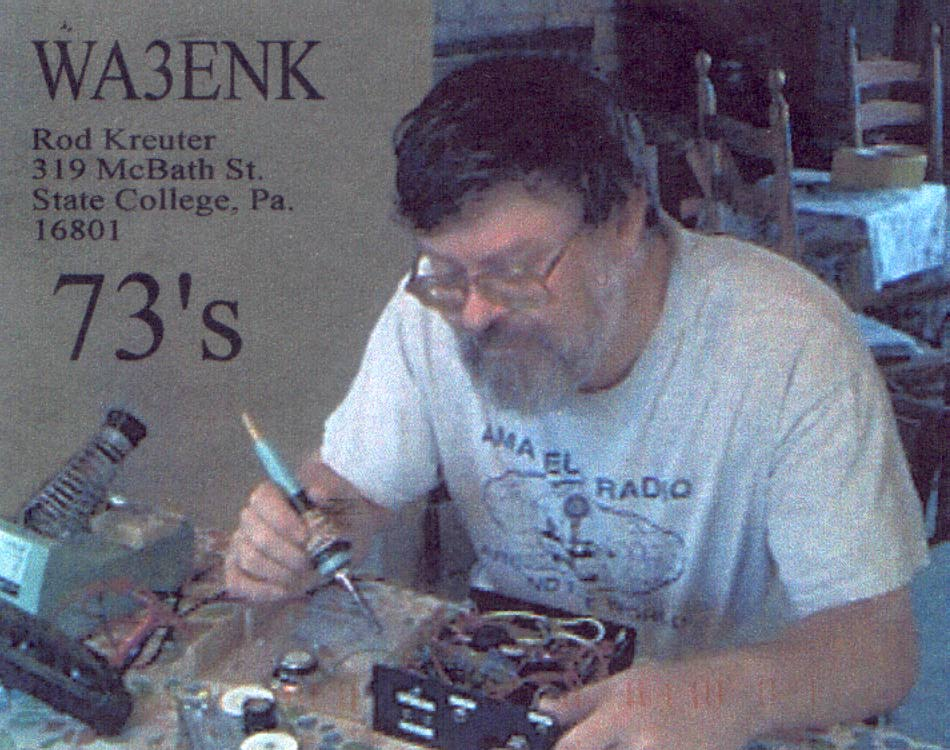 WA3ENK
Rod Kreuter
319 McBath St.
State College, Pa.
16801
73's
RADIO